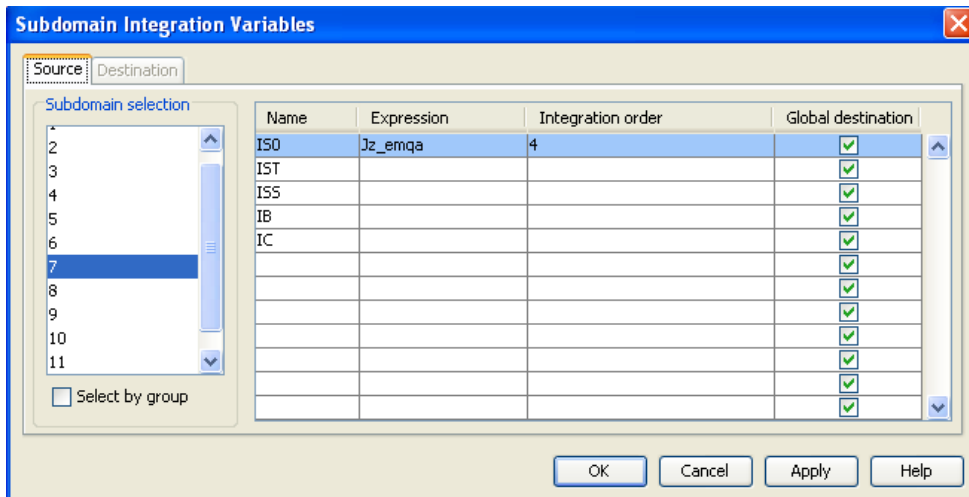 Subdomain Integration Variables
Source Destination
Subdomain selection
2
3
4
5
6
7
8
9
10
11
Select by group
Name Expression Integration order Global destination
IS0 Jz_emqa 4
IST
ISS
IB
IC
OK Cancel Apply Help